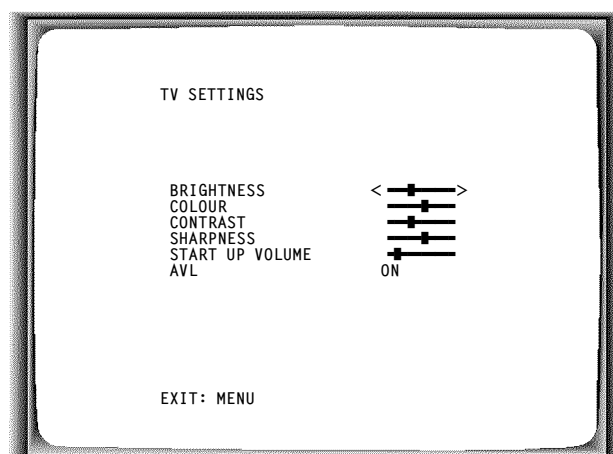 TV SETTINGS
BRIGHTNESS < >
COLOUR
CONTRAST
SHARPNESS
START UP VOLUME
AVL ON
EXIT: MENU